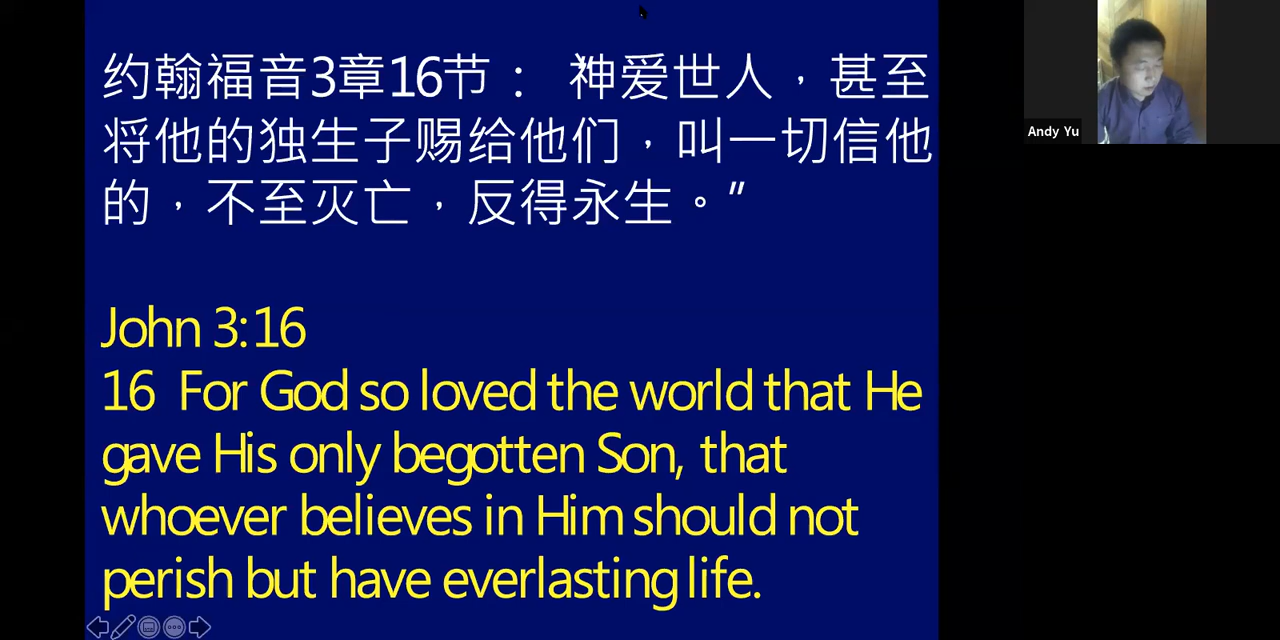 约翰福音3章16节： 神爱世人，甚至
将他的独生子赐给他们，叫一切信他
的，不至灭亡，反得永生。”
John 3:16
16 For God so loved the world that He
gave His only begotten Son, that
whoever believes in Him should not
perish but have everlasting life.
Andy Yu